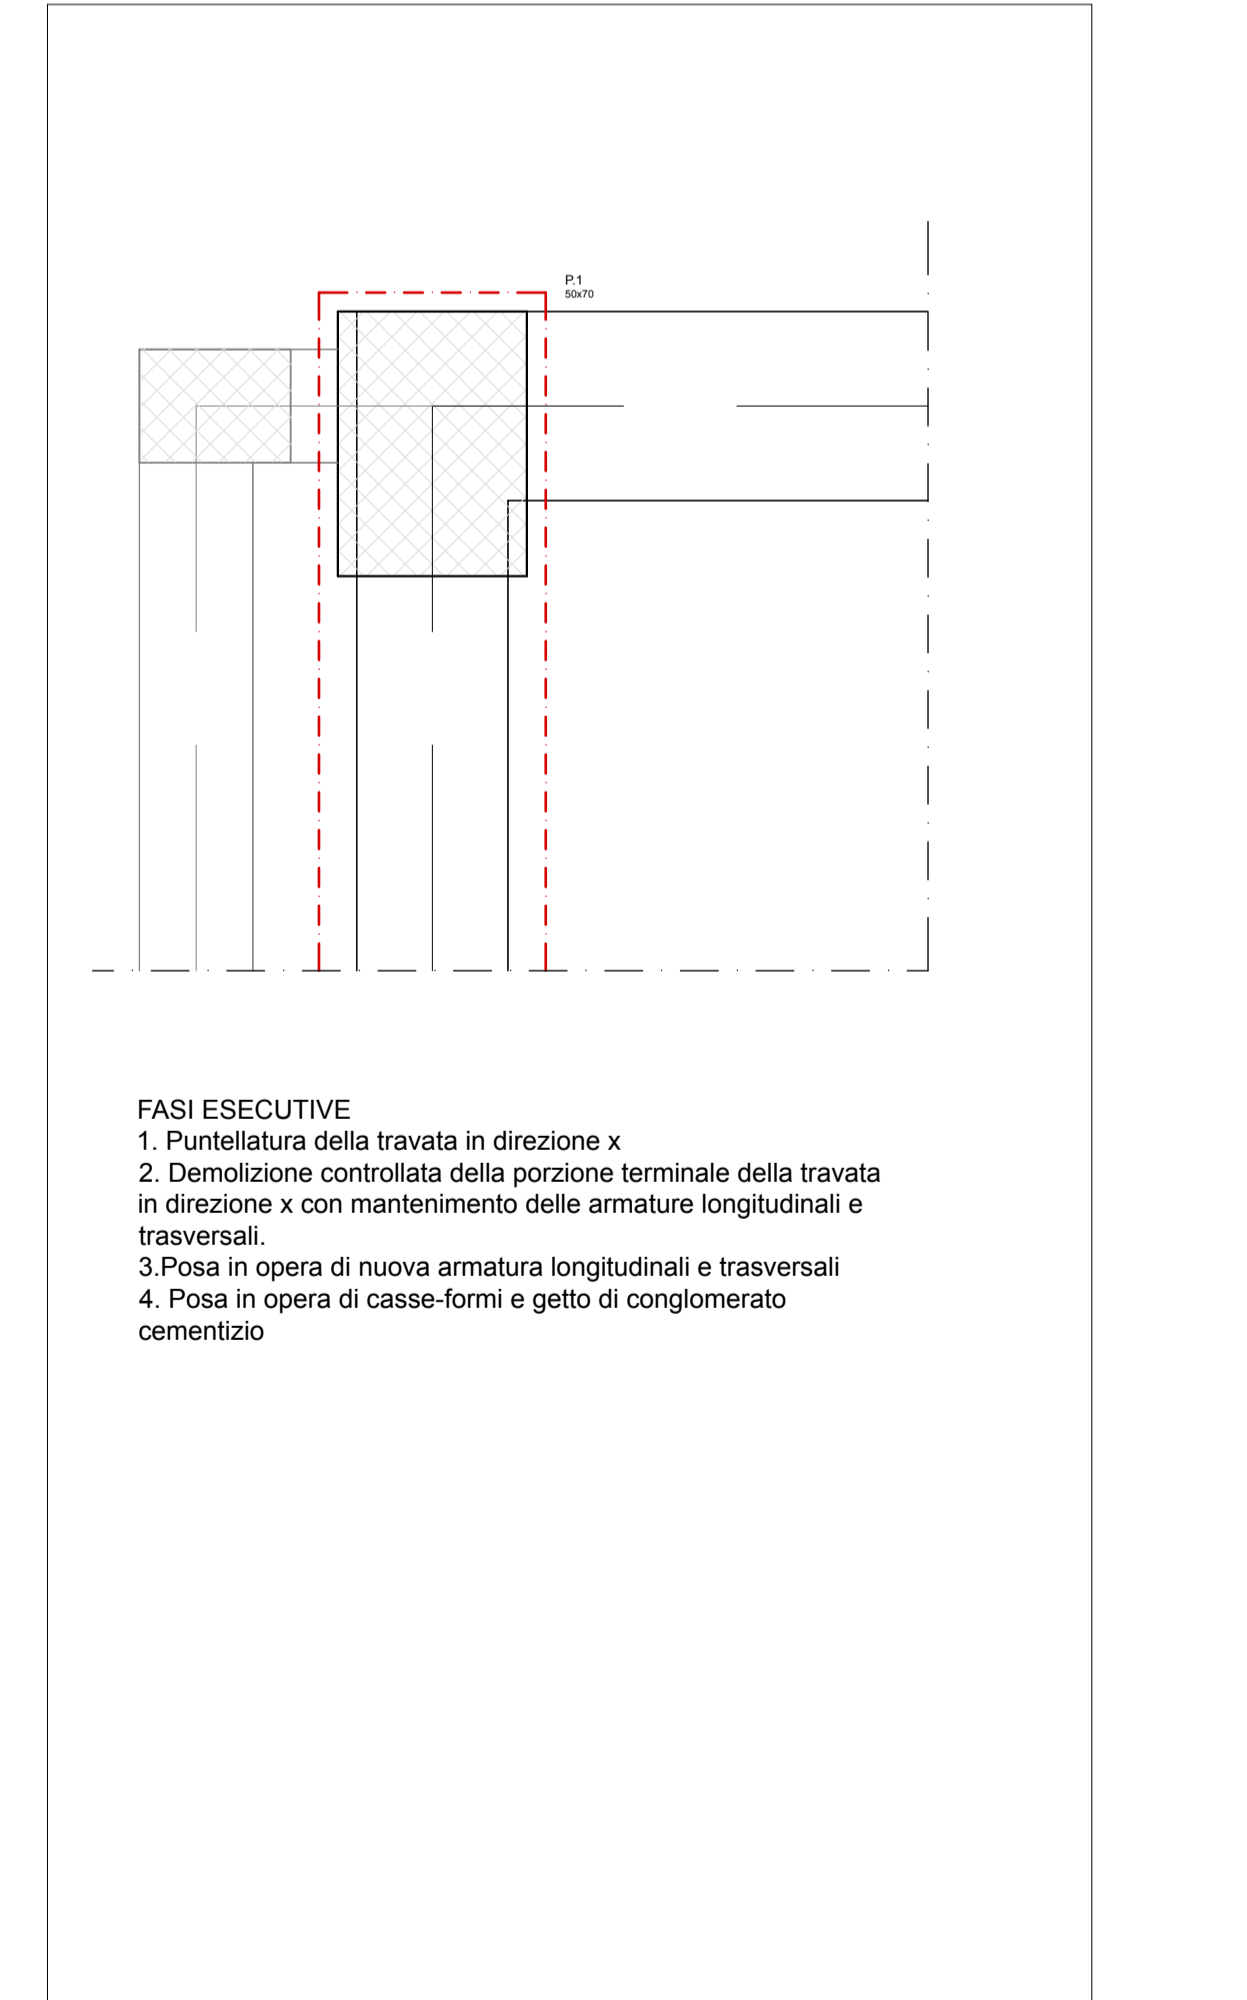 P.1
50x70
FASI ESECUTIVE
1. Puntellatura della travata in direzione x
2. Demolizione controllata della porzione terminale della travata
in direzione x con mantenimento delle armature longitudinali e
trasversali.
3.Posa in opera di nuova armatura longitudinali e trasversali
4. Posa in opera di casse-formi e getto di conglomerato
cementizio